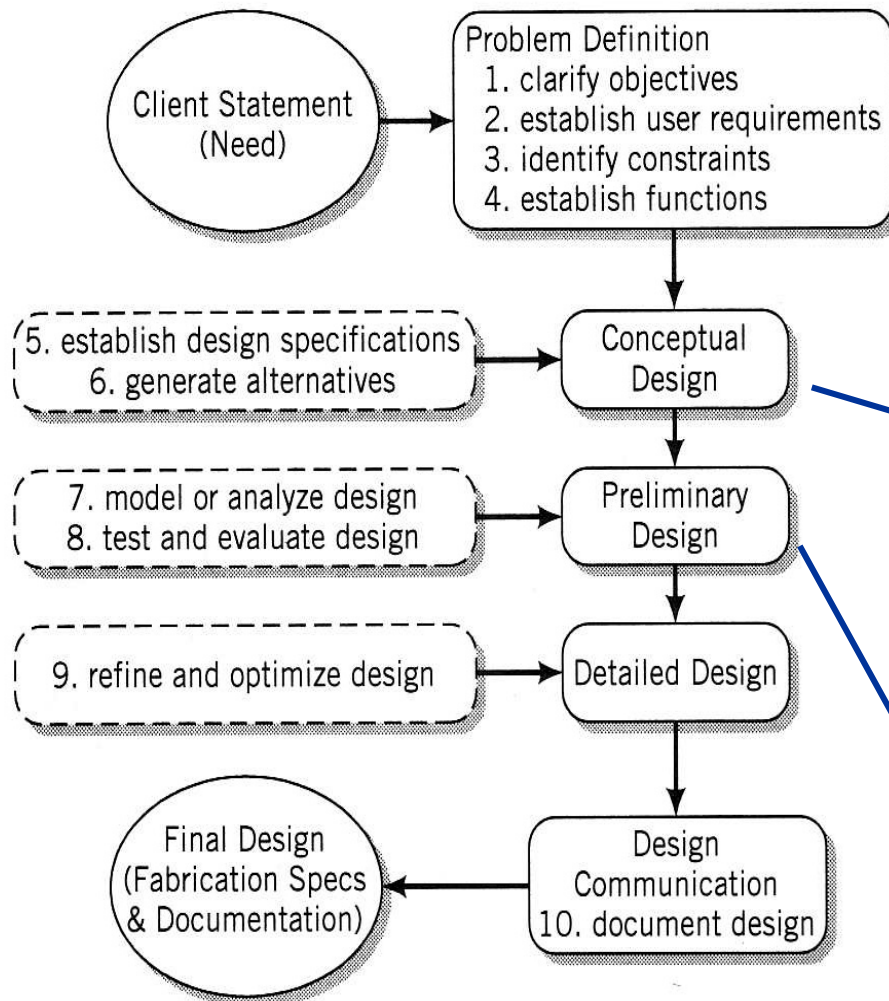 Client Statement
(Need)
Problem Definition
1. clarify objectives
2. establish user requirements
3. identify constraints
4. establish functions
5. establish design specifications
6. generate alternatives
Conceptual
Design
7. model or analyze design
8. test and evaluate design
Preliminary
Design
9. refine and optimize design
Detailed Design
Final Design
(Fabrication Specs
& Documentation)
Design
Communication
10. document design